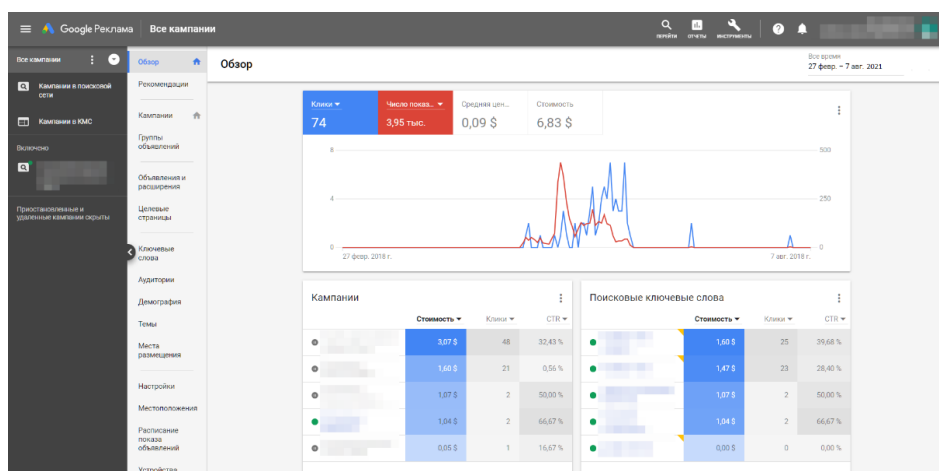 Google Реклама
Все кампании
ПЕРЕЙТИ
ОТЧЕТЫ
ИНСТРУМЕНТЫ
Все кампании
Кампании в поисковой
сети
Кампании в КМС
Включено
Приостановленные и
удаленные кампании скрыты
Обзор
Рекомендации
Кампании
Группы
объявлений
Объявления и
расширения
Целевые
страницы
Ключевые
слова
Аудитории
Демография
Темы
Места
размещения
Настройки
Местоположения
Расписание
показа
объявлений
Устройства
Обзор
Все время
27 февр. – 7 авг. 2021
Клики
Число показ...
Средняя цен...
Стоимость
74
3,95 тыс.
0,09 $
6,83 $
8
500
4
250
0
0
27 февр. 2018 г.
7 авг. 2018 г.
Кампании
Стоимость
Клики
CTR
3,07 $
48
32,43 %
1,60 $
21
0,56 %
1,07 $
2
50,00 %
1,04 $
2
66,67 %
0,05 $
1
16,67 %
Поисковые ключевые слова
Стоимость
Клики
CTR
1,60 $
25
39,68 %
1,47 $
23
28,40 %
1,07 $
2
50,00 %
1,04 $
2
66,67 %
0,00 $
0
0,00 %